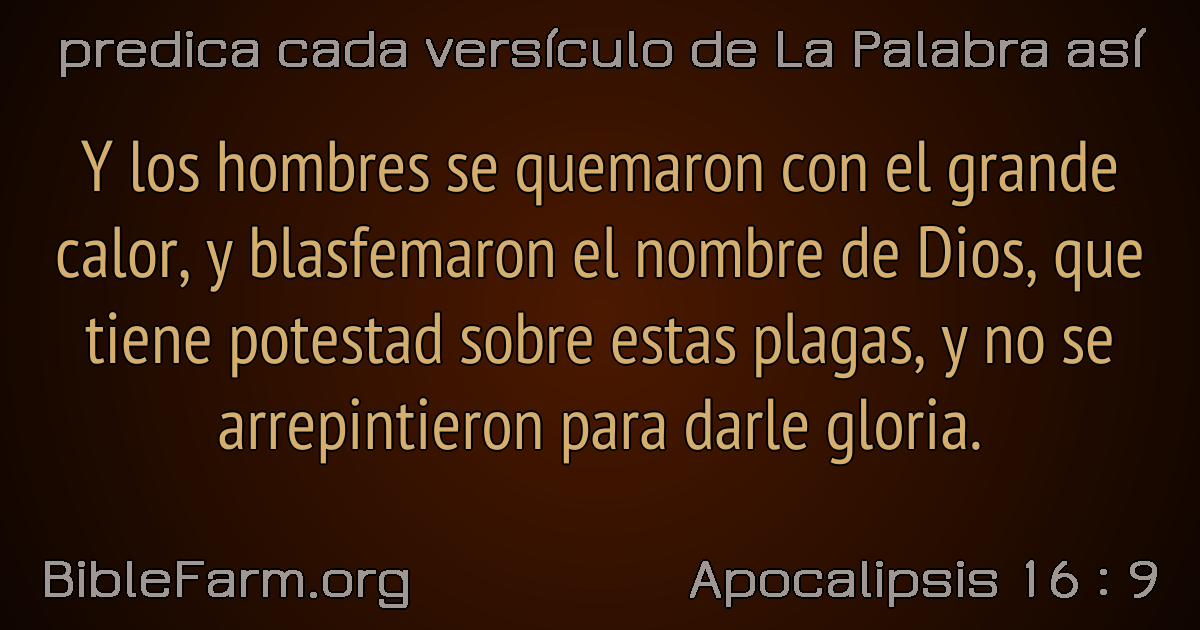 predica cada versículo de La Palabra así
Y los hombres se quemaron con el grande
calor, y blasfemaron el nombre de Dios, que
tiene potestad sobre estas plagas, y no se
arrepintieron para darle gloria.
BibleFarm.org
Apocalipsis 16 : 9